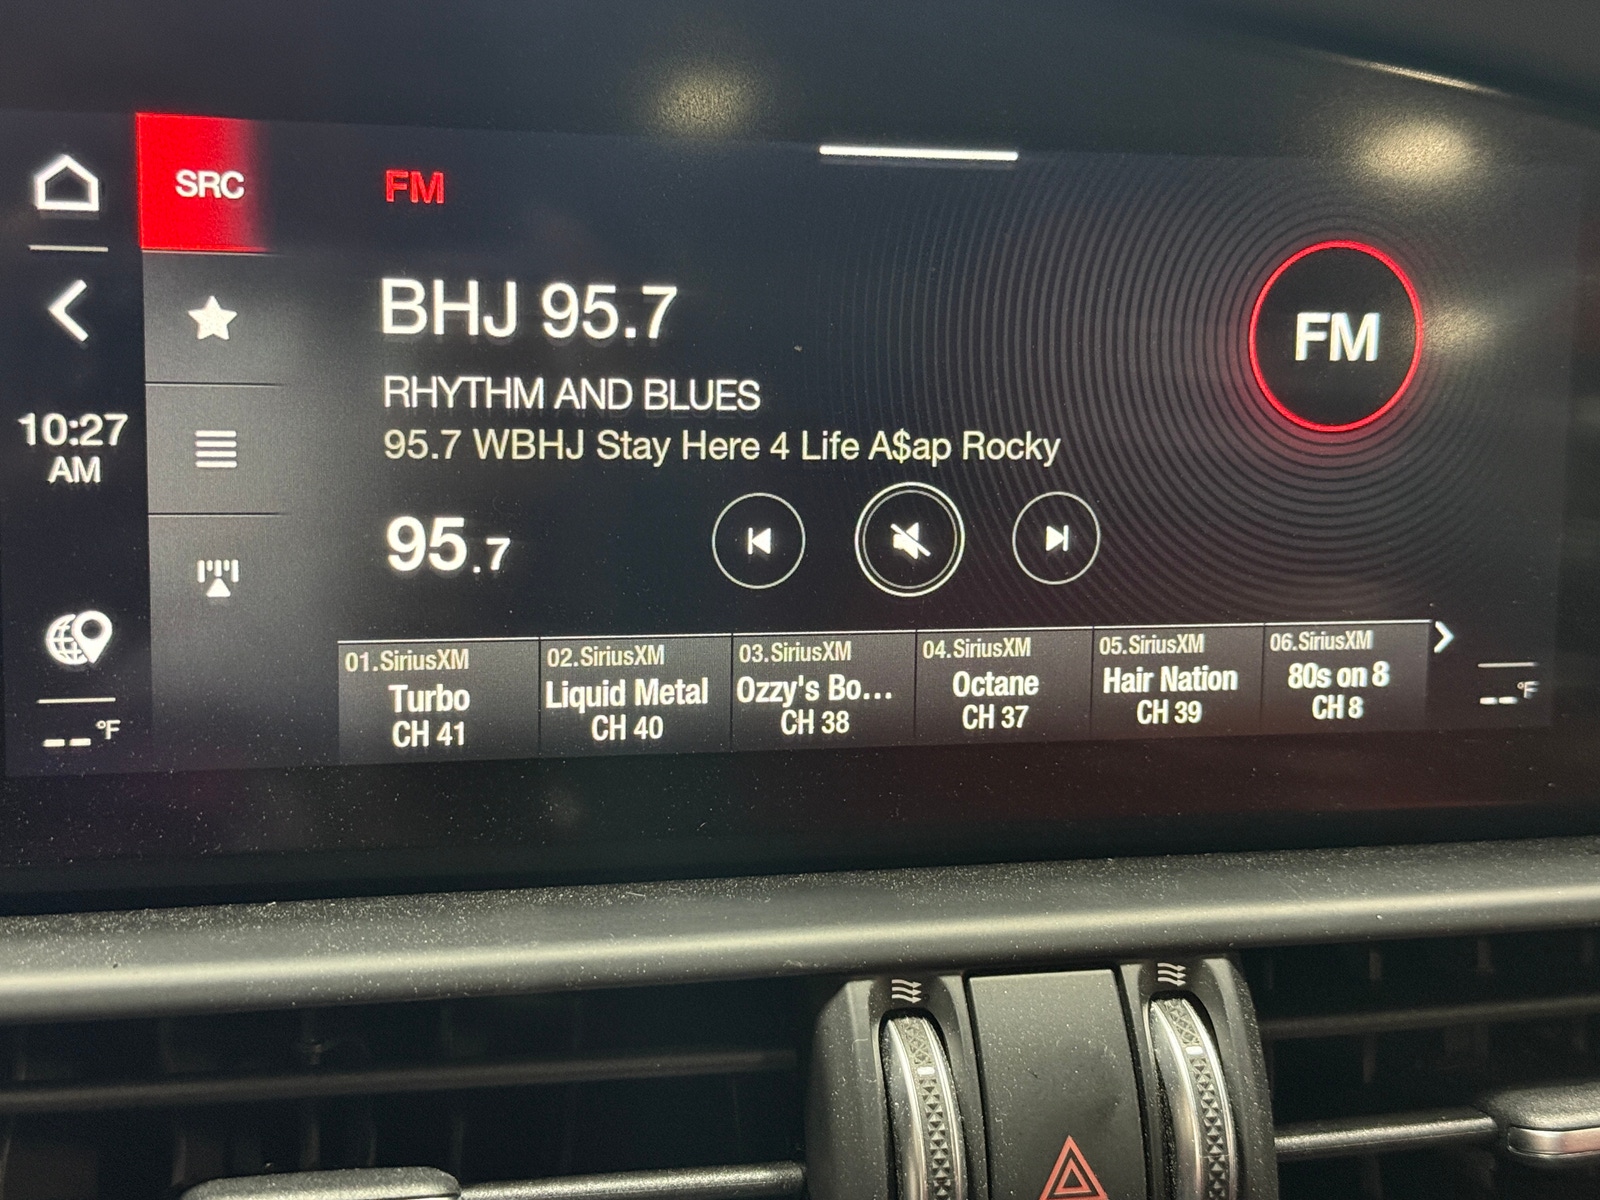 SRC
FM
BHJ 95.7
RHYTHM AND BLUES
95.7 WBHJ Stay Here 4 Life A$ap Rocky
FM
10:27
AM
95.7
01.SiriusXM
Turbo
CH 41
02.SiriusXM
Liquid Metal
CH 40
03.SiriusXM
Ozzy's Bo...
CH 38
04.SiriusXM
Octane
CH 37
05.SiriusXM
Hair Nation
CH 39
06.SiriusXM
80s on 8
CH 8
--°F
--°F